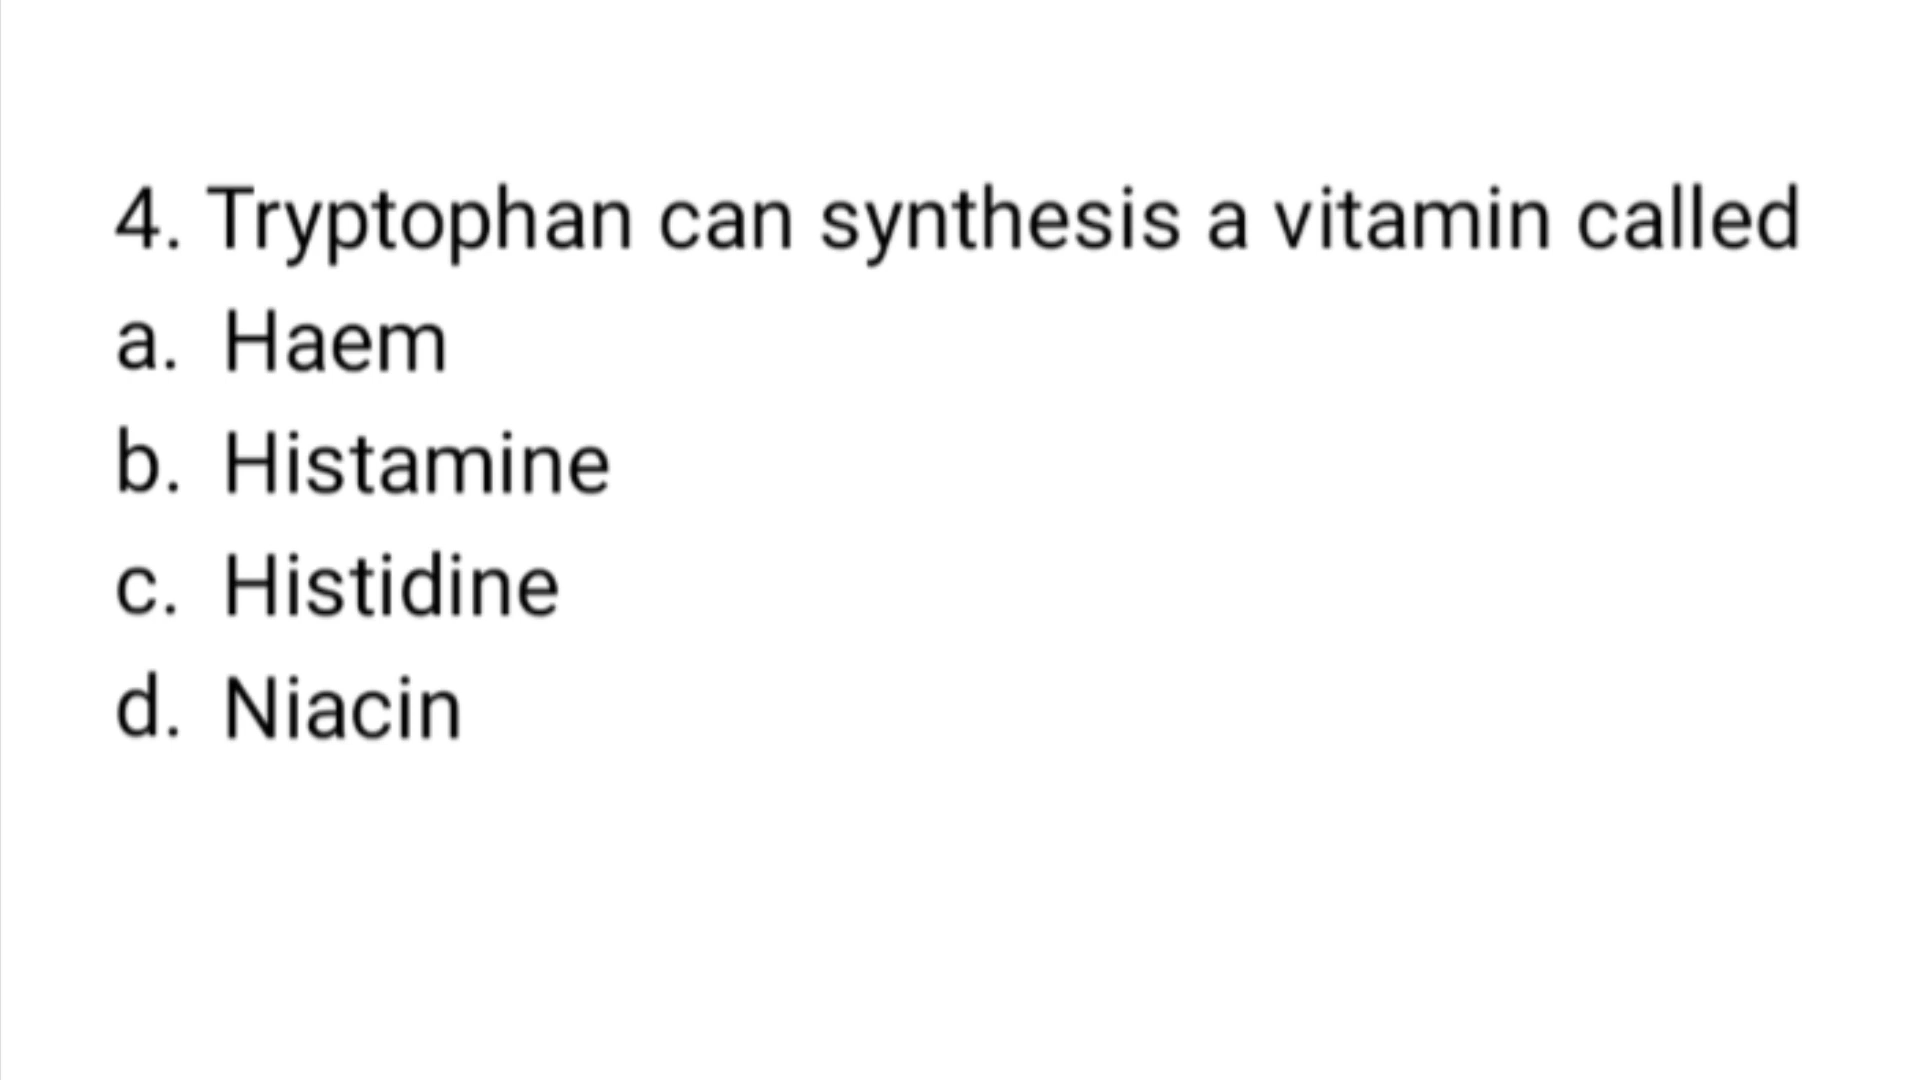 4. Tryptophan can synthesis a vitamin called
a. Haem
b. Histamine
c. Histidine
d. Niacin